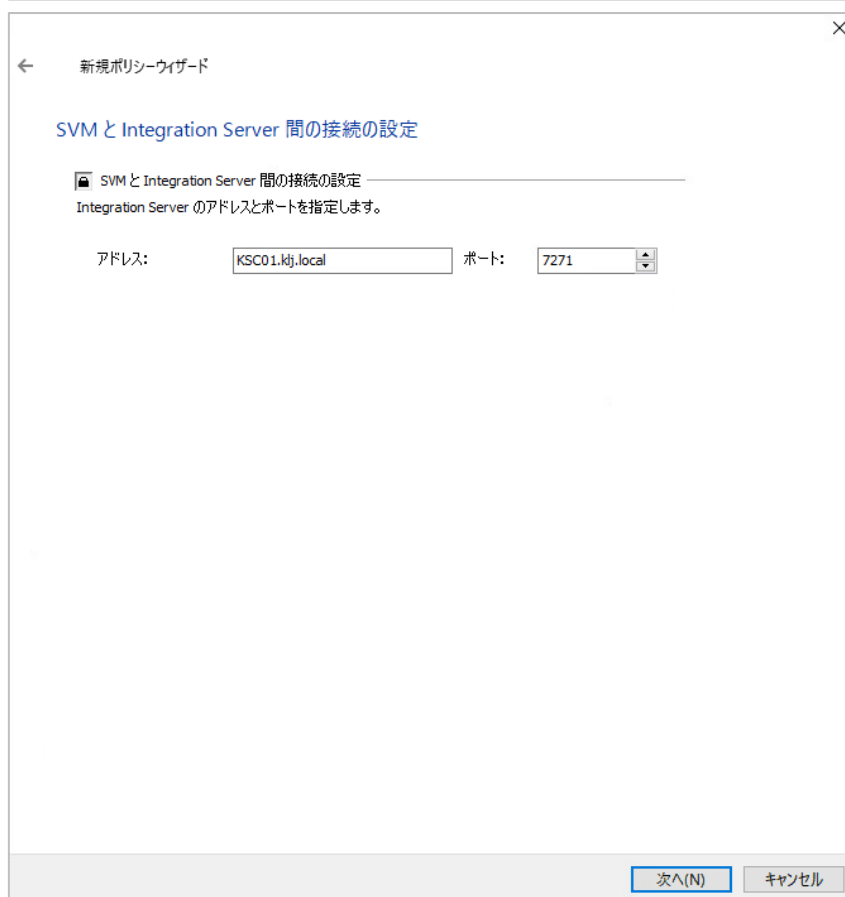 新規ポリシーウィザード
SVM と Integration Server 間の接続の設定
SVM と Integration Server 間の接続の設定
Integration Server のアドレスとポートを指定します。
アドレス: KSC01.klj.local ポート: 7271
次へ(N) キャンセル